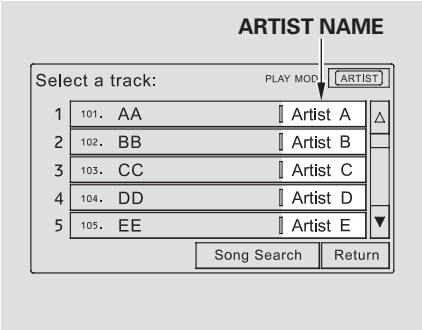 ARTIST NAME
Select a track: PLAY MOD ARTIST
1 101. AA Artist A
2 102. BB Artist B
3 103. CC Artist C
4 104. DD Artist D
5 105. EE Artist E
Song Search Return